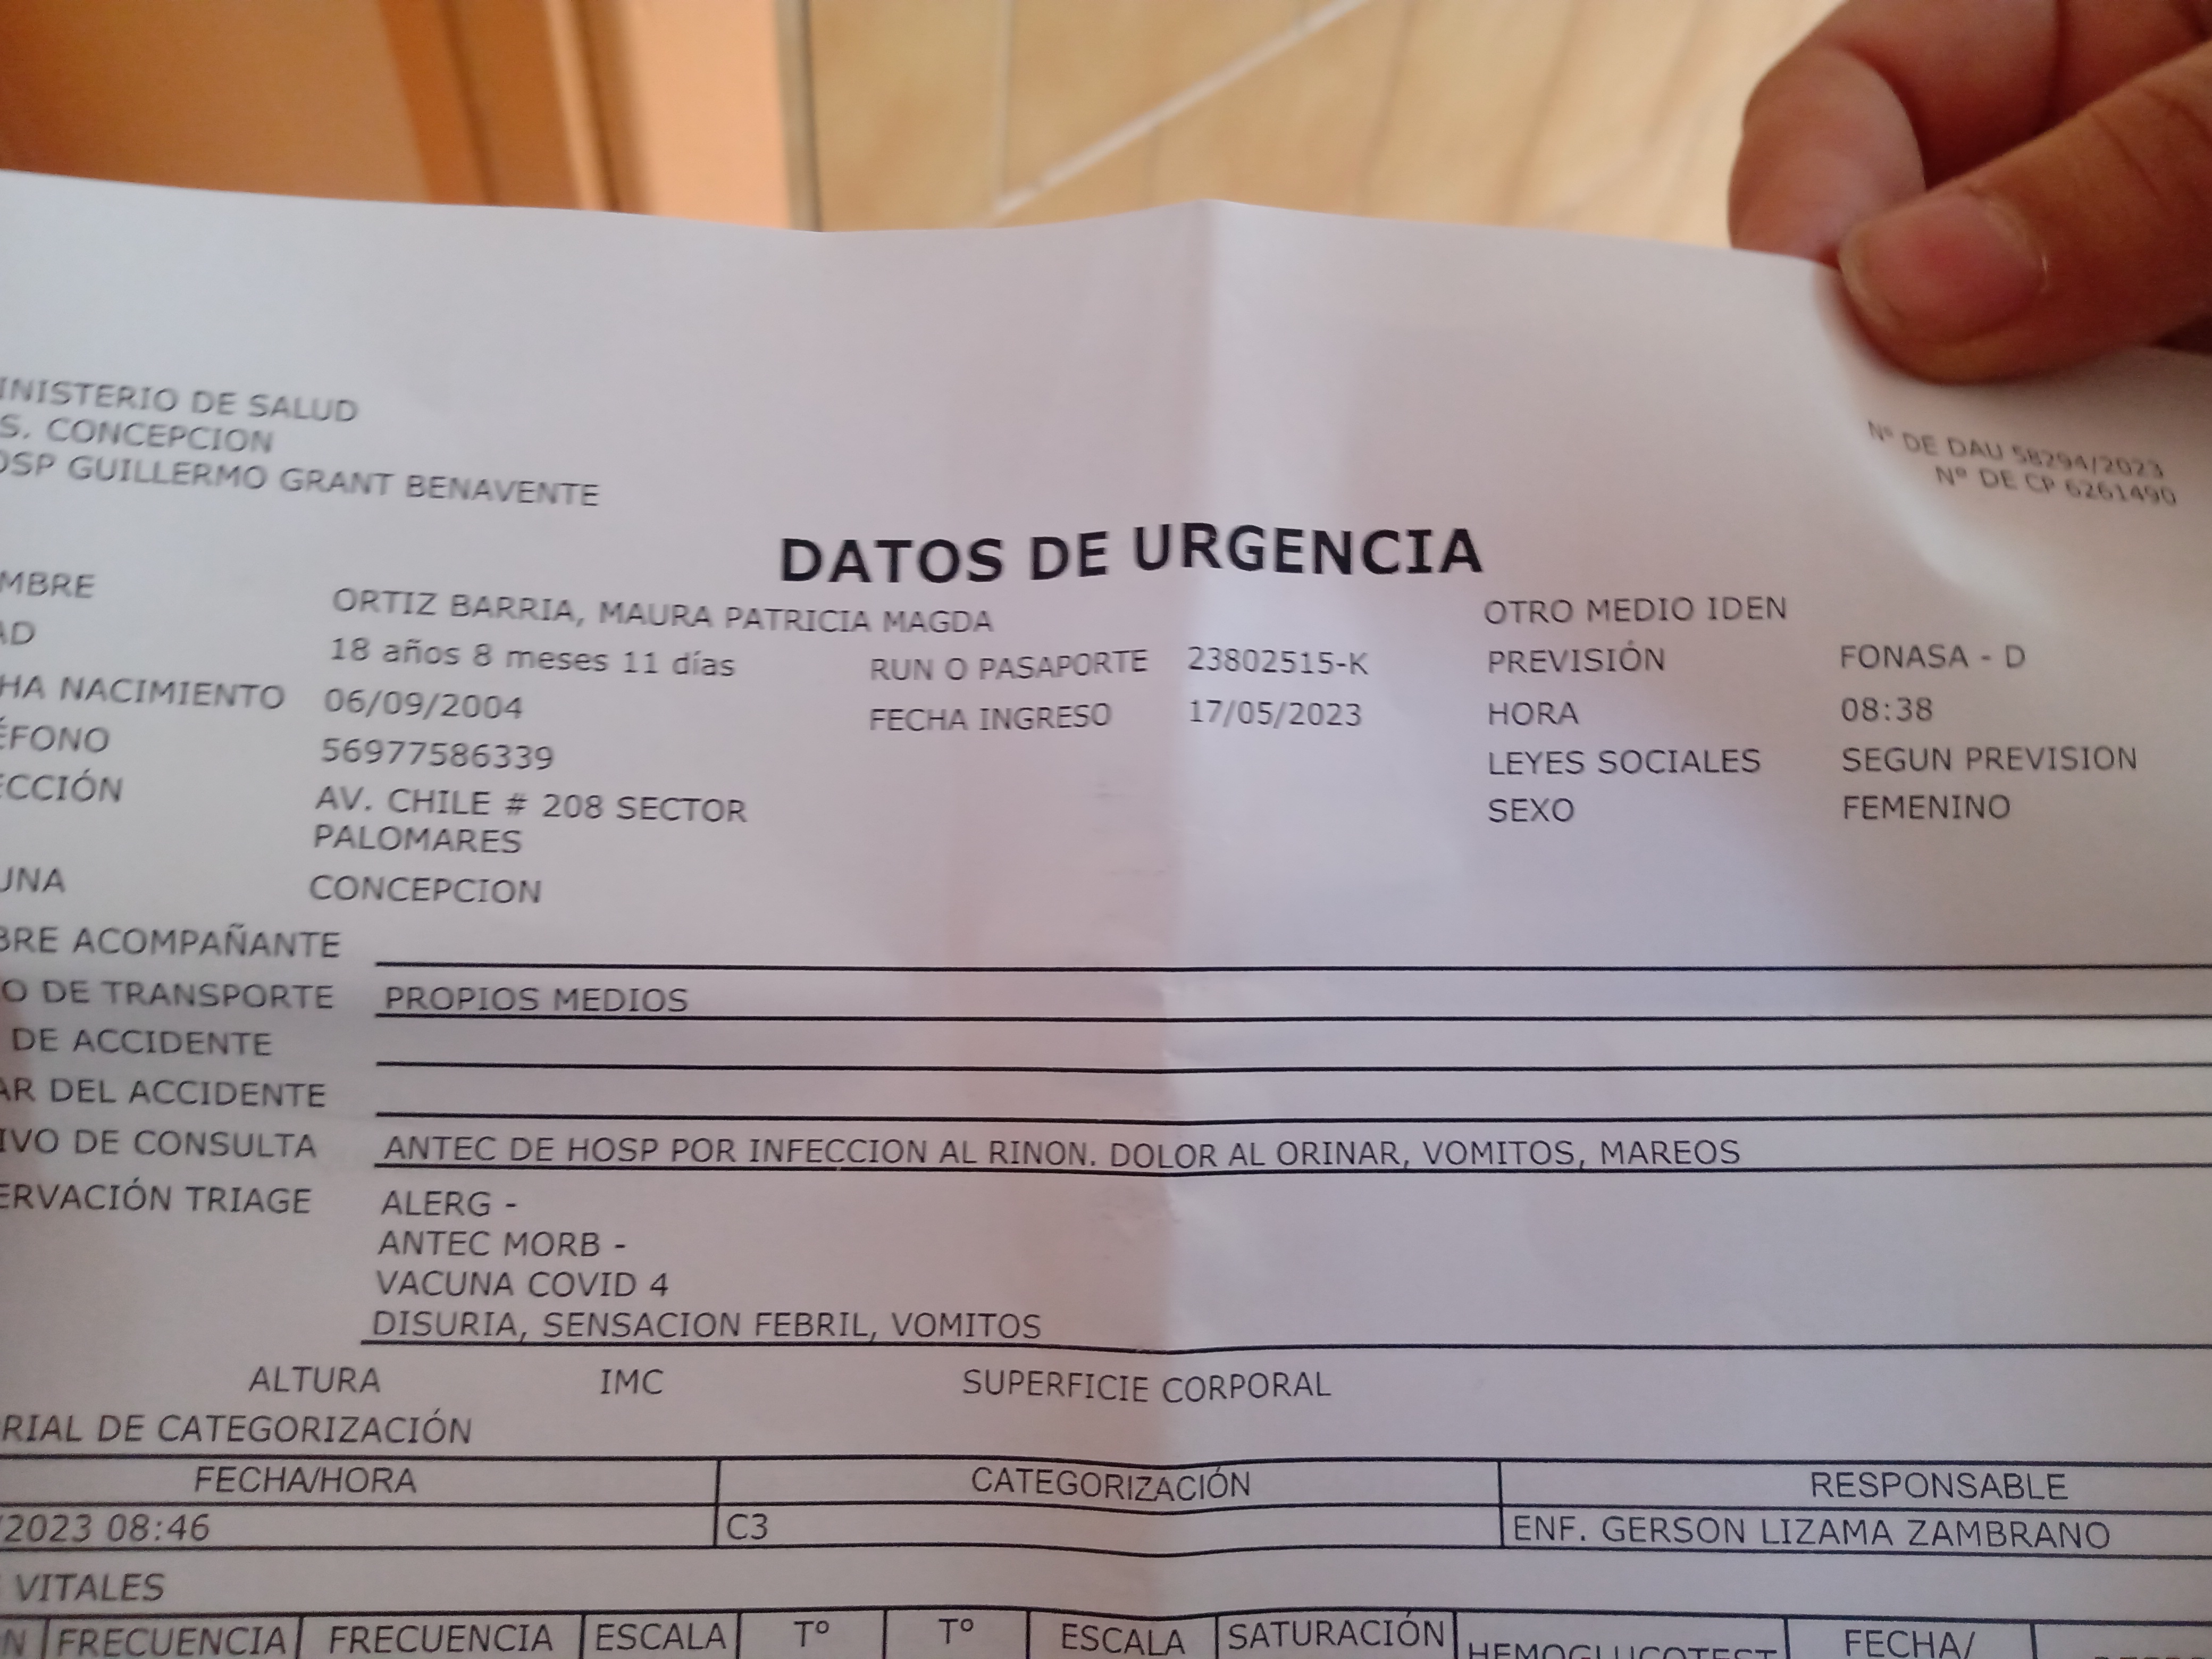 INISTERIO DE SALUD
S. CONCEPCION
OSP GUILLERMO GRANT BENAVENTE
Nº DE DAU 58294/2023
Nº DE CP 6261490
DATOS DE URGENCIA
MBRE ORTIZ BARRIA, MAURA PATRICIA MAGDA OTRO MEDIO IDEN
AD 18 años 8 meses 11 días RUN O PASAPORTE 23802515-K PREVISIÓN FONASA - D
HA NACIMIENTO 06/09/2004 FECHA INGRESO 17/05/2023 HORA 08:38
ÉFONO 56977586339 LEYES SOCIALES SEGUN PREVISION
ECCIÓN AV. CHILE # 208 SECTOR SEXO FEMENINO
PALOMARES
UNA CONCEPCION
BRE ACOMPAÑANTE
O DE TRANSPORTE PROPIOS MEDIOS
DE ACCIDENTE
AR DEL ACCIDENTE
IVO DE CONSULTA ANTEC DE HOSP POR INFECCION AL RINON. DOLOR AL ORINAR, VOMITOS, MAREOS
ERVACIÓN TRIAGE ALERG -
ANTEC MORB -
VACUNA COVID 4
DISURIA, SENSACION FEBRIL, VOMITOS
ALTURA IMC SUPERFICIE CORPORAL
RIAL DE CATEGORIZACIÓN
FECHA/HORA CATEGORIZACIÓN RESPONSABLE
/2023 08:46 C3 ENF. GERSON LIZAMA ZAMBRANO
VITALES
N FRECUENCIA FRECUENCIA ESCALA Tº Tº ESCALA SATURACIÓN HEMOGLUCOTEST FECHA/